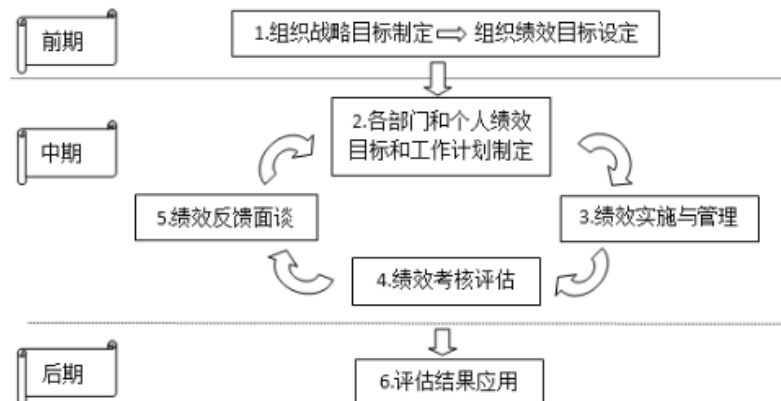 前期
1.组织战略目标制定 组织绩效目标设定
中期
2.各部门和个人绩效
目标和工作计划制定
5.绩效反馈面谈
3.绩效实施与管理
4.绩效考核评估
后期
6.评估结果应用